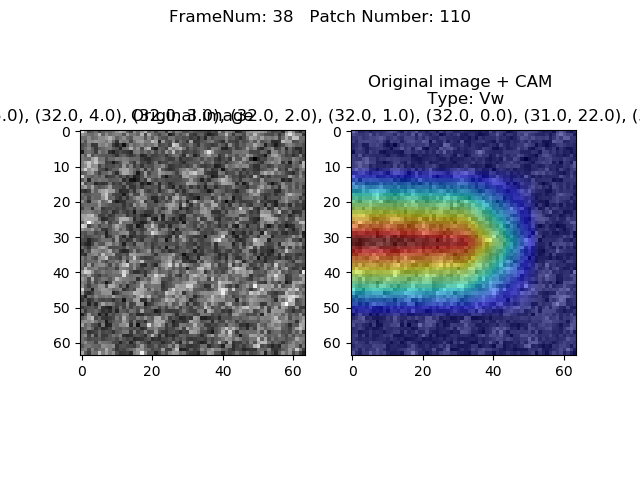 FrameNum: 38   Patch Number: 110
Original image + CAM
Type: Vw
.0), (32.0, 4.0), (32.0, 3.0), (32.0, 2.0), (32.0, 1.0), (32.0, 0.0), (31.0, 22.0), (
Original image
0
10
20
30
40
50
60
0 20 40 60
0
10
20
30
40
50
60
0 20 40 60